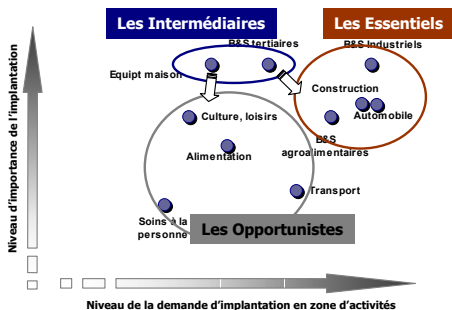 Les Intermédiaires
Les Essentiels
B&S tertiaires
B&S Industriels
Equipt maison
Construction
Culture, loisirs
Automobile
B&S
agroalimentaires
Alimentation
Transport
Soins à la
personne
Les Opportunistes
Niveau d'importance de l'implantation
Niveau de la demande d'implantation en zone d'activités